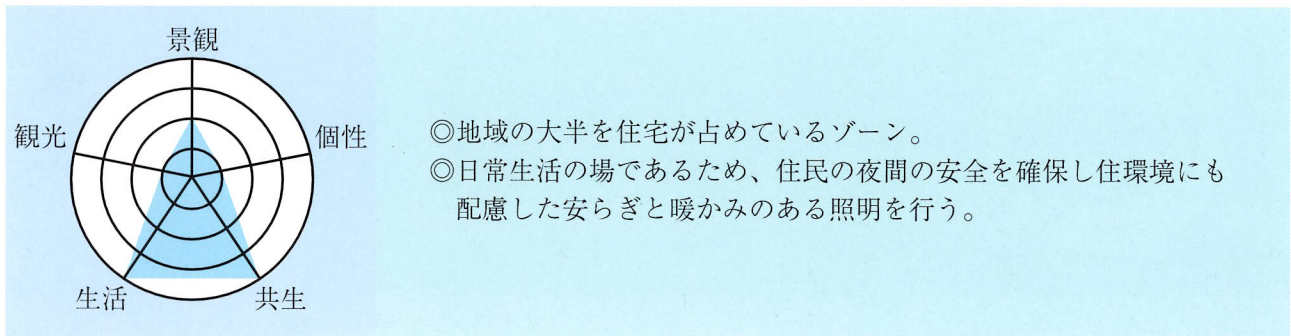 景観
観光
個性
生活
共生
◎地域の大半を住宅が占めているゾーン。
◎日常生活の場であるため、住民の夜間の安全を確保し住環境にも
配慮した安らぎと暖かみのある照明を行う。